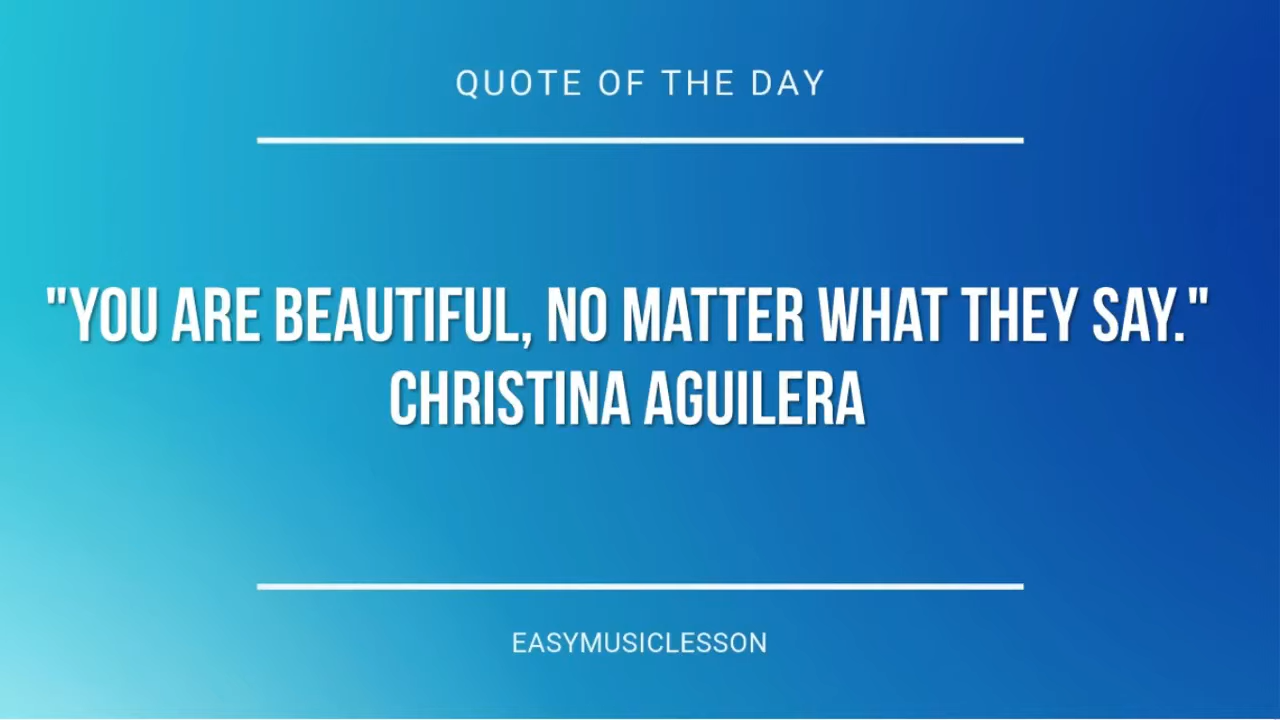 QUOTE OF THE DAY
"YOU ARE BEAUTIFUL, NO MATTER WHAT THEY SAY."
CHRISTINA AGUILERA
EASYMUSICLESSON